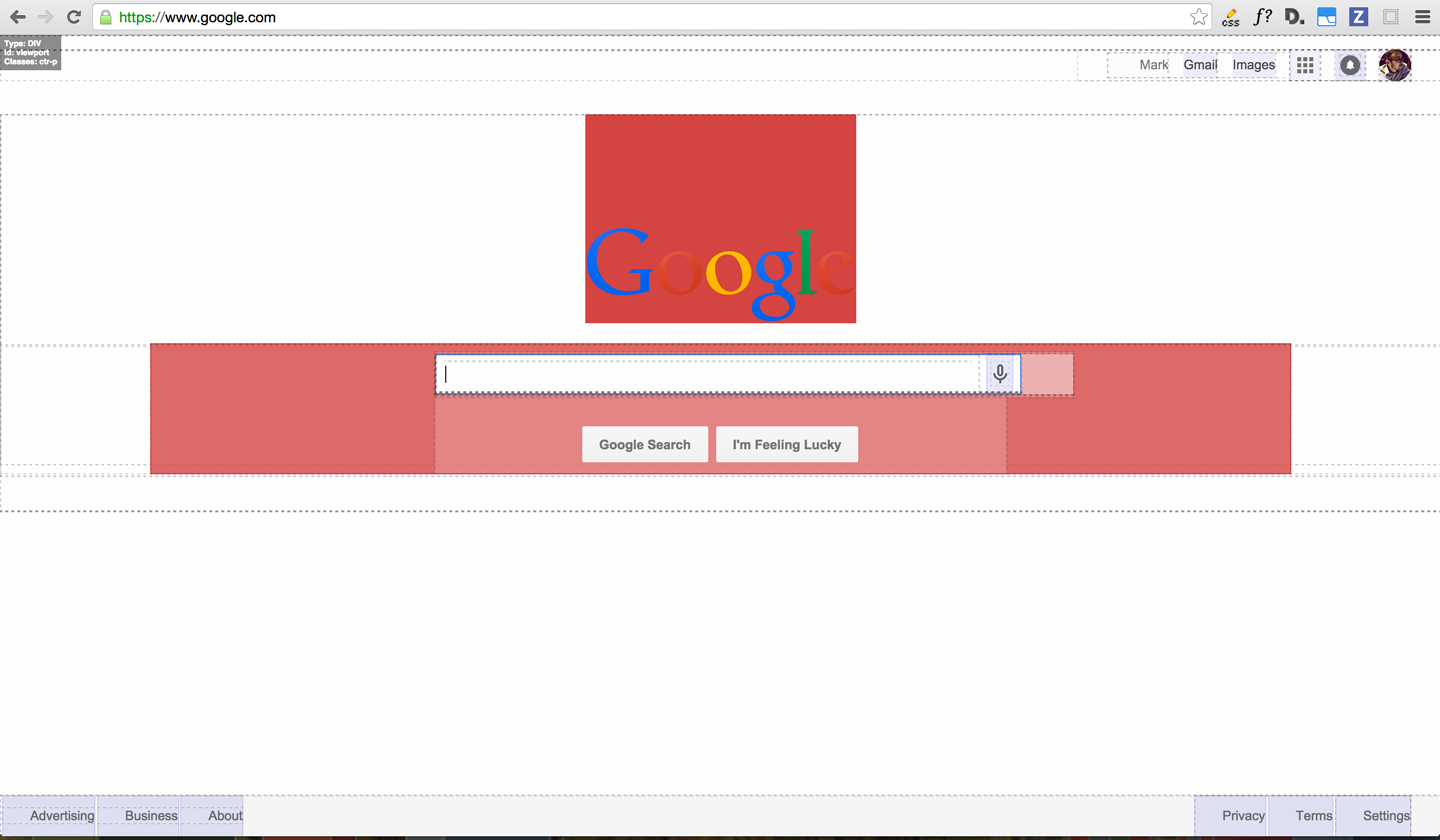 https://www.google.com
css f? D. Z
Type: DIV
Id: viewport
Classes: ctr-p
Mark Gmail Images
Google
Google Search I'm Feeling Lucky
Advertising Business About Privacy Terms Settings